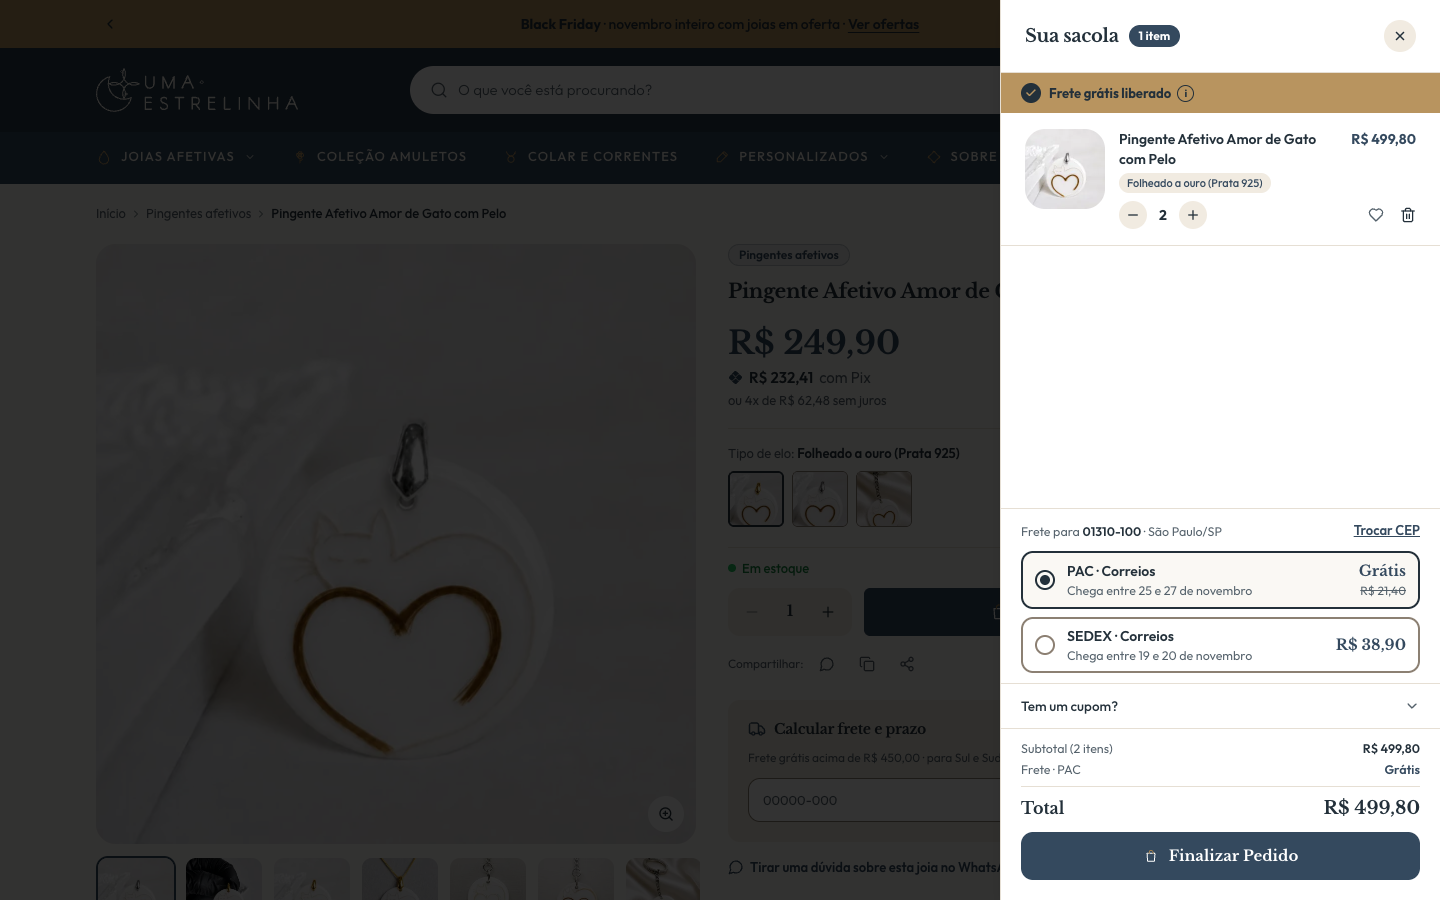 Black Friday · novembro inteiro com joias em oferta · Ver ofertas
UMA
ESTRELINHA
O que você está procurando?
JOIAS AFETIVAS
COLEÇÃO AMULETOS
COLAR E CORRENTES
PERSONALIZADOS
SOBRE
Início > Pingentes afetivos > Pingente Afetivo Amor de Gato com Pelo
Pingentes afetivos
Pingente Afetivo Amor de
R$ 249,90
R$ 232,41 com Pix
ou 4x de R$ 62,48 sem juros
Tipo de elo: Folheado a ouro (Prata 925)
Em estoque
1
Compartilhar:
Calcular frete e prazo
Frete grátis acima de R$ 450,00 · para Sul e
00000-000
Tirar uma dúvida sobre esta joia no
Sua sacola
1 item
Frete grátis liberado
Pingente Afetivo Amor de Gato com Pelo
R$ 499,80
Folheado a ouro (Prata 925)
2
Frete para 01310-100 · São Paulo/SP
Trocar CEP
PAC · Correios
Grátis
Chega entre 25 e 27 de novembro
R$ 21,40
SEDEX · Correios
R$ 38,90
Chega entre 19 e 20 de novembro
Tem um cupom?
Subtotal (2 itens)
R$ 499,80
Frete · PAC
Grátis
Total
R$ 499,80
Finalizar Pedido